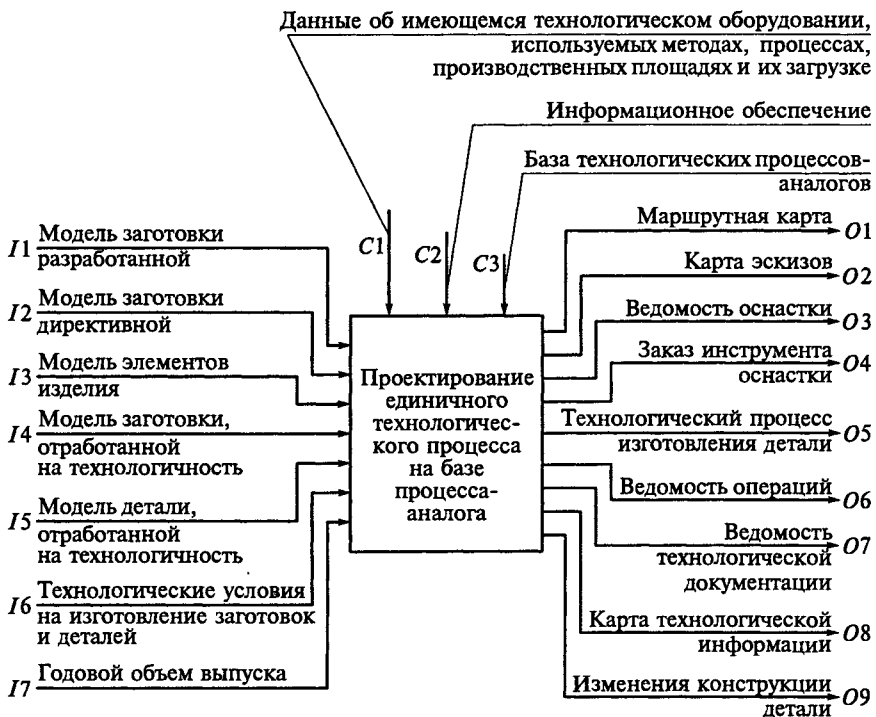 Данные об имеющемся технологическом оборудовании,
используемых методах, процессах,
производственных площадях и их загрузке
Информационное обеспечение
База технологических процессов-
аналогов
C1
C2
C3
I1 Модель заготовки
разработанной
I2 Модель заготовки
директивной
I3 Модель элементов
изделия
I4 Модель заготовки,
отработанной
на технологичность
I5 Модель детали,
отработанной
на технологичность
I6 Технологические условия
на изготовление заготовок
и деталей
I7 Годовой объем выпуска
Проектирование
единичного
технологичес-
кого процесса
на базе
процесса-
аналога
Маршрутная карта O1
Карта эскизов O2
Ведомость оснастки O3
Заказ инструмента O4
оснастки
Технологический процесс O5
изготовления детали
Ведомость операций O6
Ведомость O7
технологической
документации
Карта технологической O8
информации
Изменения конструкции O9
детали